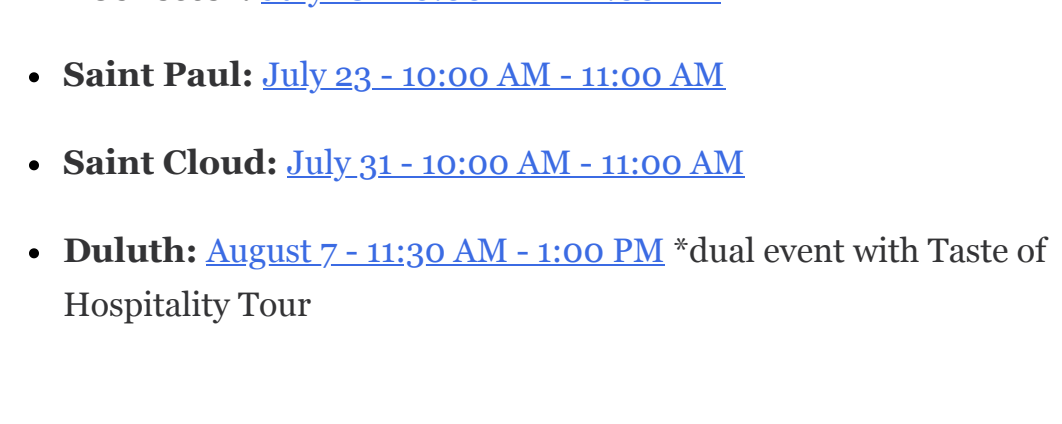 Saint Paul: July 23 - 10:00 AM - 11:00 AM
Saint Cloud: July 31 - 10:00 AM - 11:00 AM
Duluth: August 7 - 11:30 AM - 1:00 PM *dual event with Taste of
Hospitality Tour